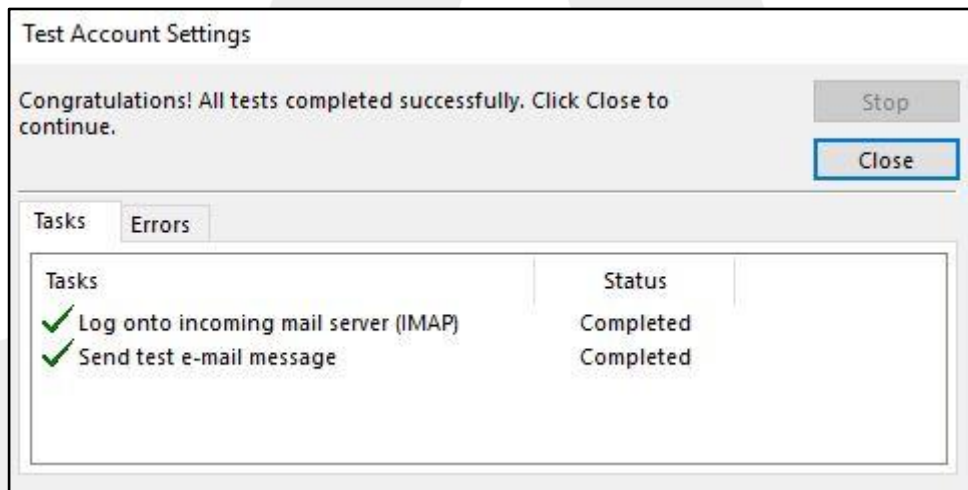 Test Account Settings
Congratulations! All tests completed successfully. Click Close to
continue.
Stop
Close
Tasks
Errors
Tasks
Status
Log onto incoming mail server (IMAP)
Completed
Send test e-mail message
Completed